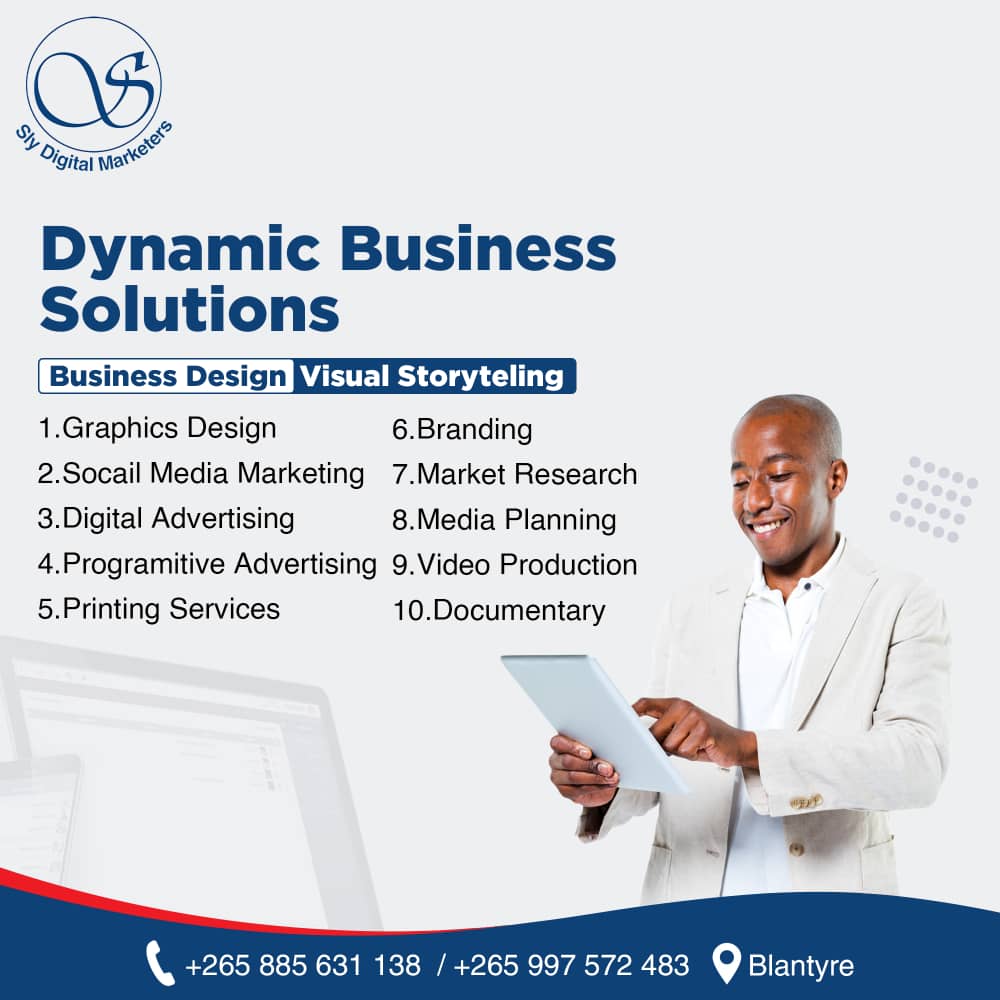 Sly Digital Marketers
Dynamic Business
Solutions
Business Design Visual Storyteling
1.Graphics Design
2.Socail Media Marketing
3.Digital Advertising
4.Programitive Advertising
5.Printing Services
6.Branding
7.Market Research
8.Media Planning
9.Video Production
10.Documentary
+265 885 631 138 / +265 997 572 483 Blantyre